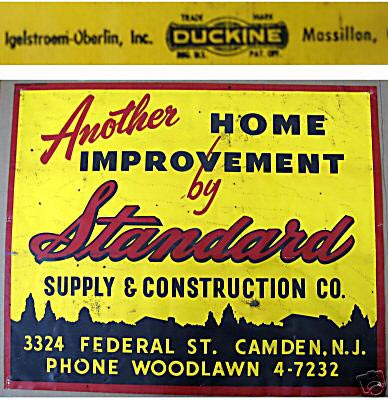 TRADE MARK
Igelstroem-Oberlin, Inc. DUCKINE Massillon,
REG. U.S. PAT. OFF.
Another HOME
IMPROVEMENT
by
Standard
SUPPLY & CONSTRUCTION CO.
3324 FEDERAL ST. CAMDEN, N.J.
PHONE WOODLAWN 4-7232